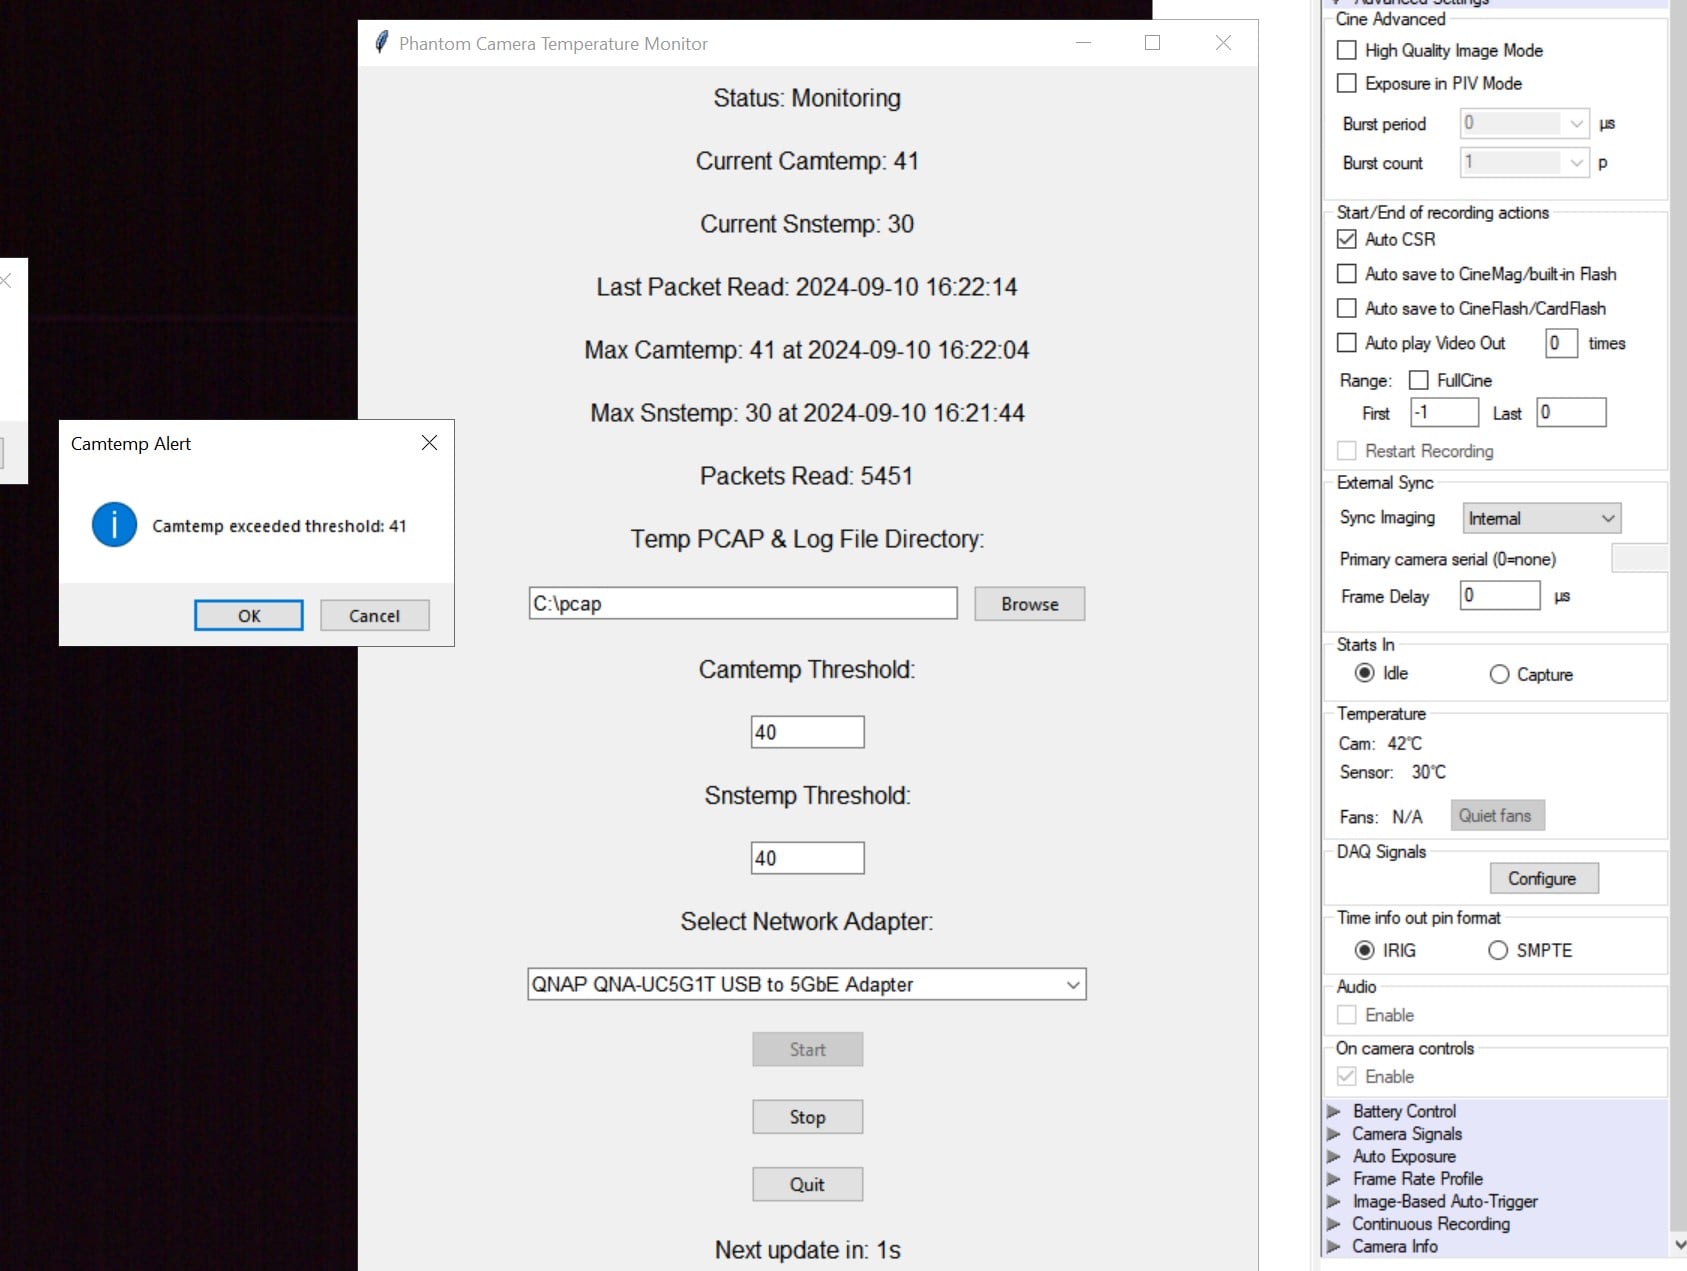 Phantom Camera Temperature Monitor
Status: Monitoring
Current Camtemp: 41
Current Snstemp: 30
Last Packet Read: 2024-09-10 16:22:14
Max Camtemp: 41 at 2024-09-10 16:22:04
Max Snstemp: 30 at 2024-09-10 16:21:44
Packets Read: 5451
Temp PCAP & Log File Directory:
C:\pcap
Browse
Camtemp Threshold:
40
Snstemp Threshold:
40
Select Network Adapter:
QNAP QNA-UC5G1T USB to 5GbE Adapter
Start
Stop
Quit
Next update in: 1s
Camtemp Alert
Camtemp exceeded threshold: 41
OK Cancel
Advanced Settings
Cine Advanced
High Quality Image Mode
Exposure in PIV Mode
Burst period 0 µs
Burst count 1 p
Start/End of recording actions
Auto CSR
Auto save to CineMag/built-in Flash
Auto save to CineFlash/CardFlash
Auto play Video Out 0 times
Range: FullCine
First -1 Last 0
Restart Recording
External Sync
Sync Imaging Internal
Primary camera serial (0=none)
Frame Delay 0 µs
Starts In
Idle Capture
Temperature
Cam: 42°C
Sensor: 30°C
Fans: N/A Quiet fans
DAQ Signals
Configure
Time info out pin format
IRIG SMPTE
Audio
Enable
On camera controls
Enable
Battery Control
Camera Signals
Auto Exposure
Frame Rate Profile
Image-Based Auto-Trigger
Continuous Recording
Camera Info